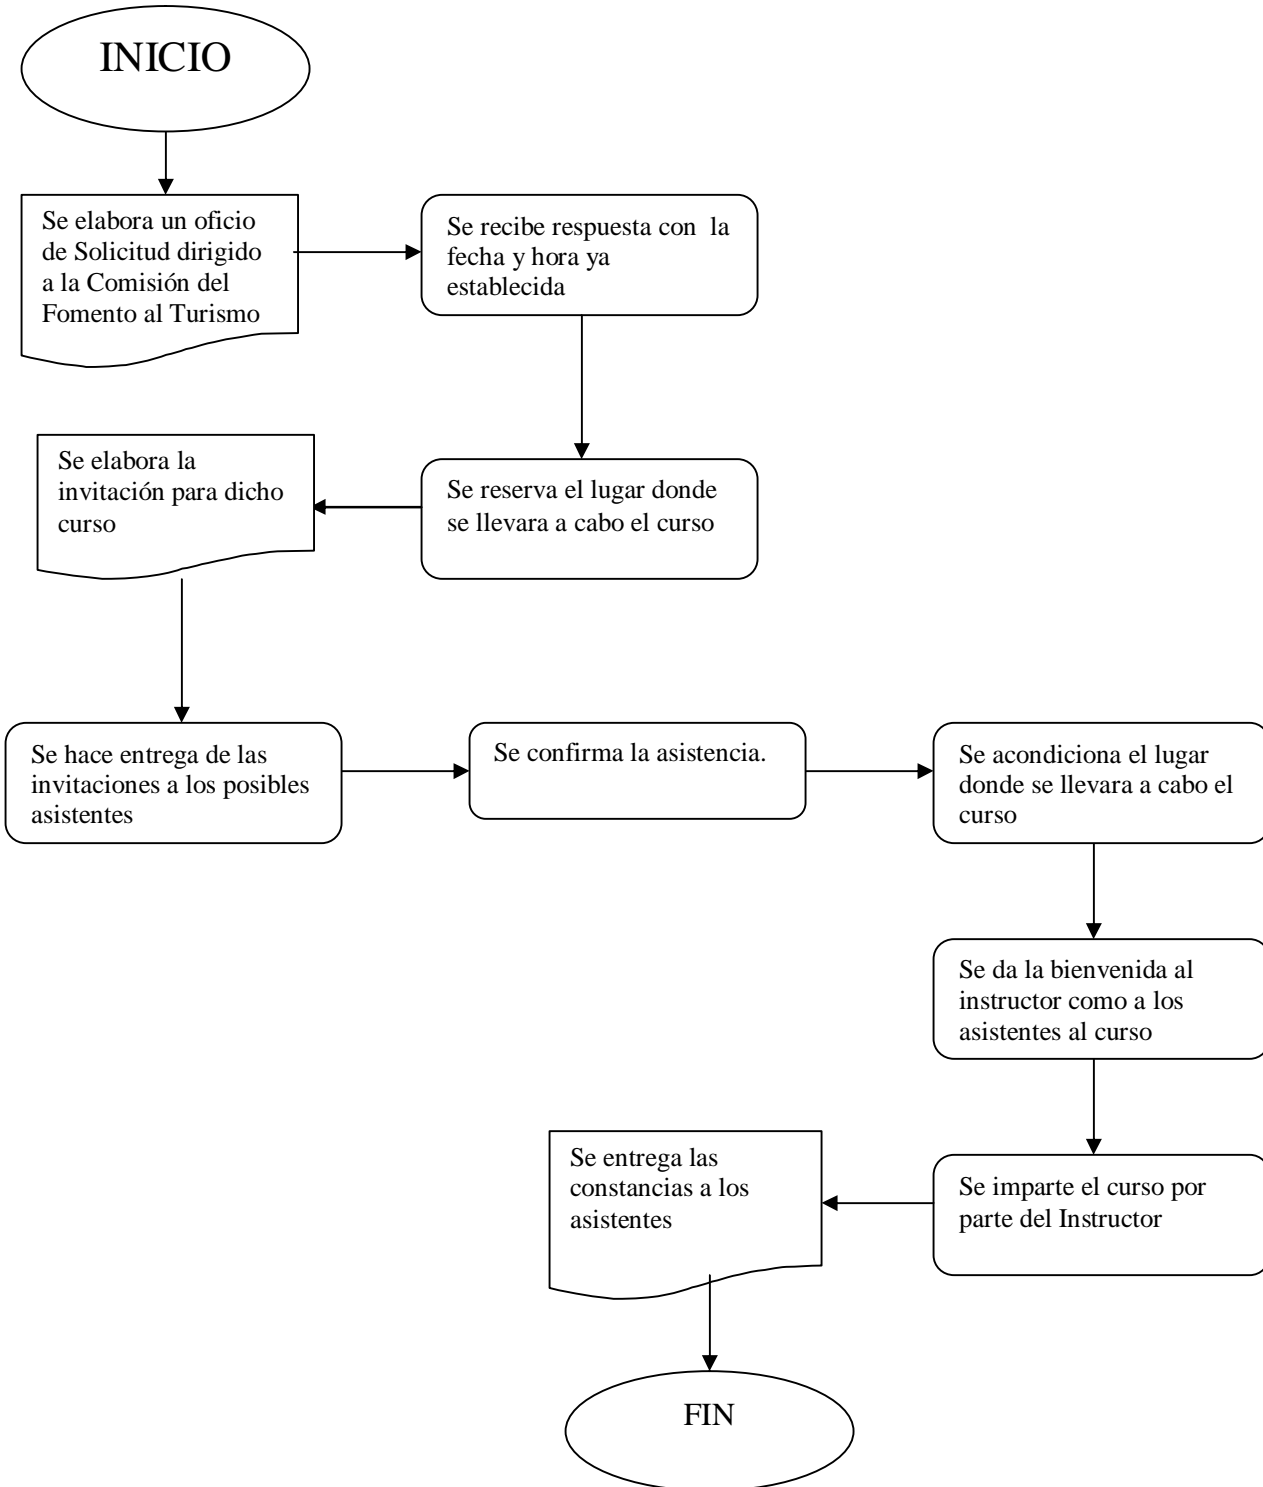 INICIO
Se elabora un oficio
de Solicitud dirigido
a la Comisión del
Fomento al Turismo
Se recibe respuesta con  la
fecha y hora ya
establecida
Se reserva el lugar donde
se llevara a cabo el curso
Se elabora la
invitación para dicho
curso
Se hace entrega de las
invitaciones a los posibles
asistentes
Se confirma la asistencia.
Se acondiciona el lugar
donde se llevara a cabo el
curso
Se da la bienvenida al
instructor como a los
asistentes al curso
Se imparte el curso por
parte del Instructor
Se entrega las
constancias a los
asistentes
FIN